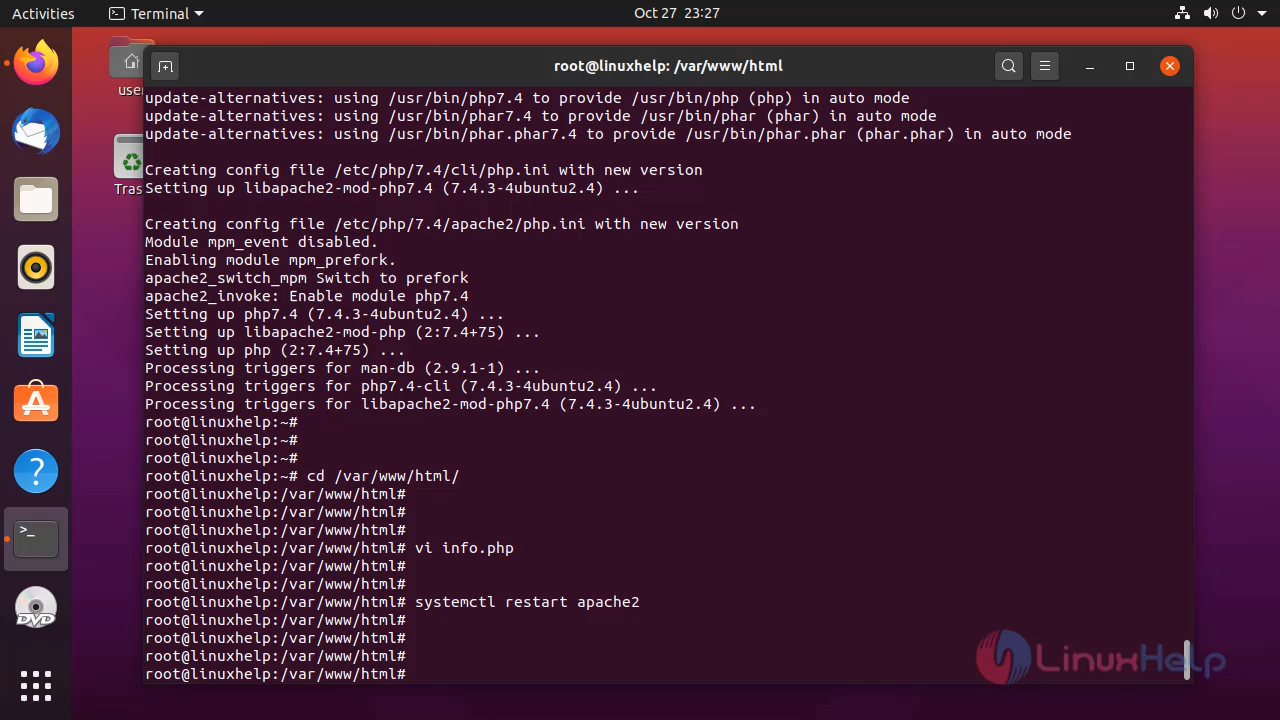 Activities
Terminal
Oct 27 23:27
root@linuxhelp: /var/www/html
user
Tras
update-alternatives: using /usr/bin/php7.4 to provide /usr/bin/php (php) in auto mode
update-alternatives: using /usr/bin/phar7.4 to provide /usr/bin/phar (phar) in auto mode
update-alternatives: using /usr/bin/phar.phar7.4 to provide /usr/bin/phar.phar (phar.phar) in auto mode
Creating config file /etc/php/7.4/cli/php.ini with new version
Setting up libapache2-mod-php7.4 (7.4.3-4ubuntu2.4) ...
Creating config file /etc/php/7.4/apache2/php.ini with new version
Module mpm_event disabled.
Enabling module mpm_prefork.
apache2_switch_mpm Switch to prefork
apache2_invoke: Enable module php7.4
Setting up php7.4 (7.4.3-4ubuntu2.4) ...
Setting up libapache2-mod-php (2:7.4+75) ...
Setting up php (2:7.4+75) ...
Processing triggers for man-db (2.9.1-1) ...
Processing triggers for php7.4-cli (7.4.3-4ubuntu2.4) ...
Processing triggers for libapache2-mod-php7.4 (7.4.3-4ubuntu2.4) ...
root@linuxhelp:~#
root@linuxhelp:~#
root@linuxhelp:~#
root@linuxhelp:~# cd /var/www/html/
root@linuxhelp:/var/www/html#
root@linuxhelp:/var/www/html#
root@linuxhelp:/var/www/html#
root@linuxhelp:/var/www/html# vi info.php
root@linuxhelp:/var/www/html#
root@linuxhelp:/var/www/html#
root@linuxhelp:/var/www/html# systemctl restart apache2
root@linuxhelp:/var/www/html#
root@linuxhelp:/var/www/html#
root@linuxhelp:/var/www/html#
root@linuxhelp:/var/www/html#
LinuxHelp